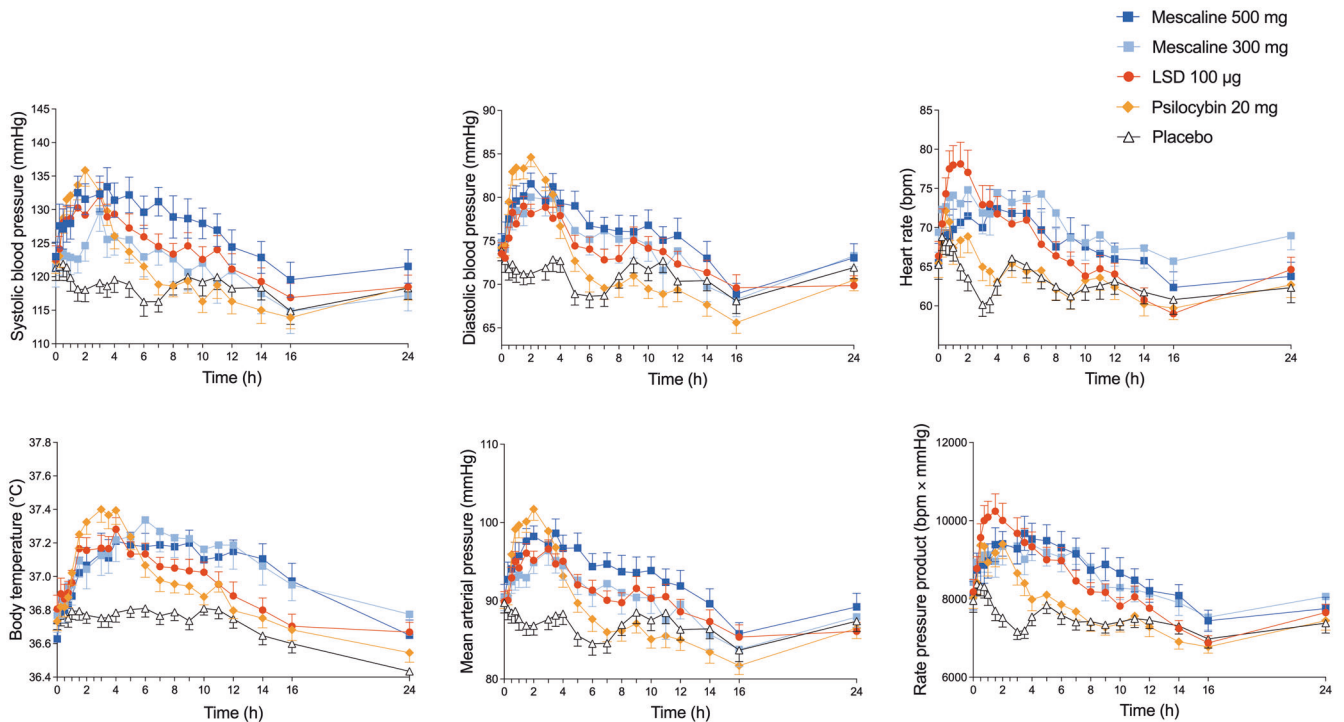 Mescaline 500 mg
Mescaline 300 mg
LSD 100 µg
Psilocybin 20 mg
Placebo
Systolic blood pressure (mmHg)
145
140
135
130
125
120
115
110
0 2 4 6 8 10 12 14 16 24
Time (h)
Diastolic blood pressure (mmHg)
90
85
80
75
70
65
0 2 4 6 8 10 12 14 16 24
Time (h)
Heart rate (bpm)
85
80
75
70
65
60
0 2 4 6 8 10 12 14 16 24
Time (h)
Body temperature (°C)
37.8
37.6
37.4
37.2
37.0
36.8
36.6
36.4
0 2 4 6 8 10 12 14 16 24
Time (h)
Mean arterial pressure (mmHg)
110
100
90
80
0 2 4 6 8 10 12 14 16 24
Time (h)
Rate pressure product (bpm × mmHg)
12000
10000
8000
6000
0 2 4 6 8 10 12 14 16 24
Time (h)